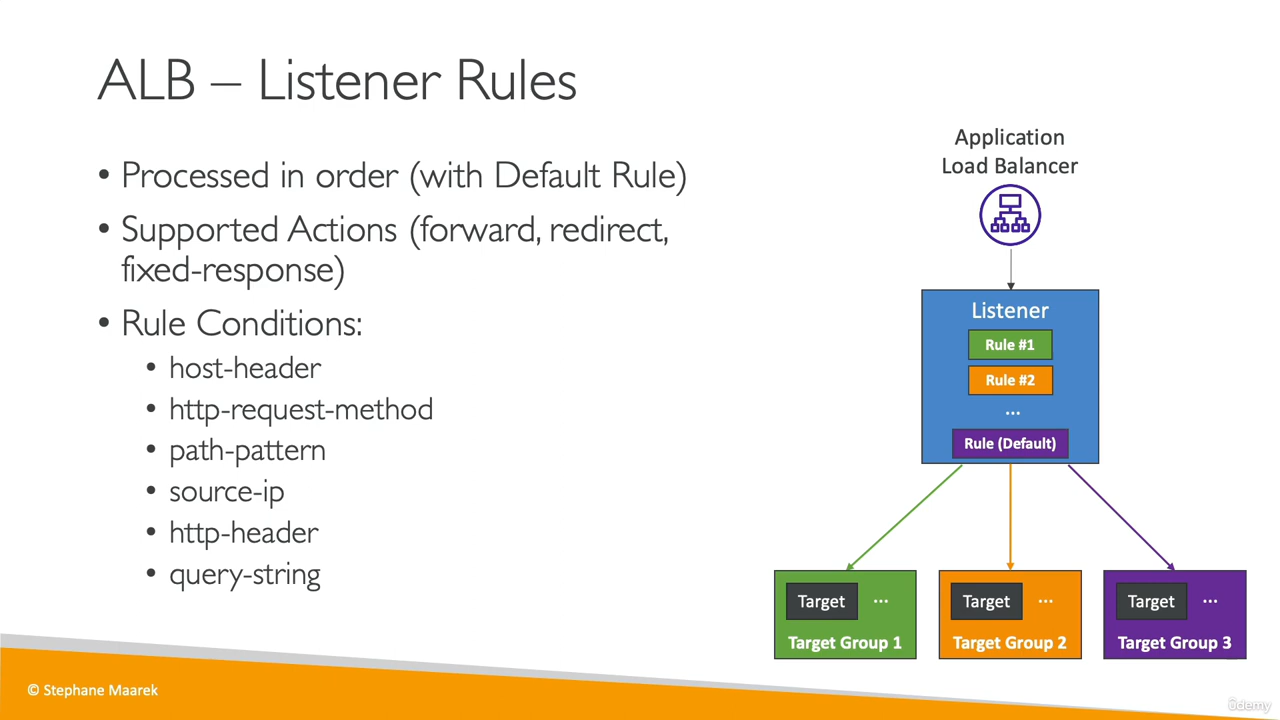 ALB – Listener Rules
• Processed in order (with Default Rule)
• Supported Actions (forward, redirect,
fixed-response)
• Rule Conditions:
• host-header
• http-request-method
• path-pattern
• source-ip
• http-header
• query-string
Application
Load Balancer
Listener
Rule #1
Rule #2
...
Rule (Default)
Target ...
Target Group 1
Target ...
Target Group 2
Target ...
Target Group 3
© Stephane Maarek
ûdemy